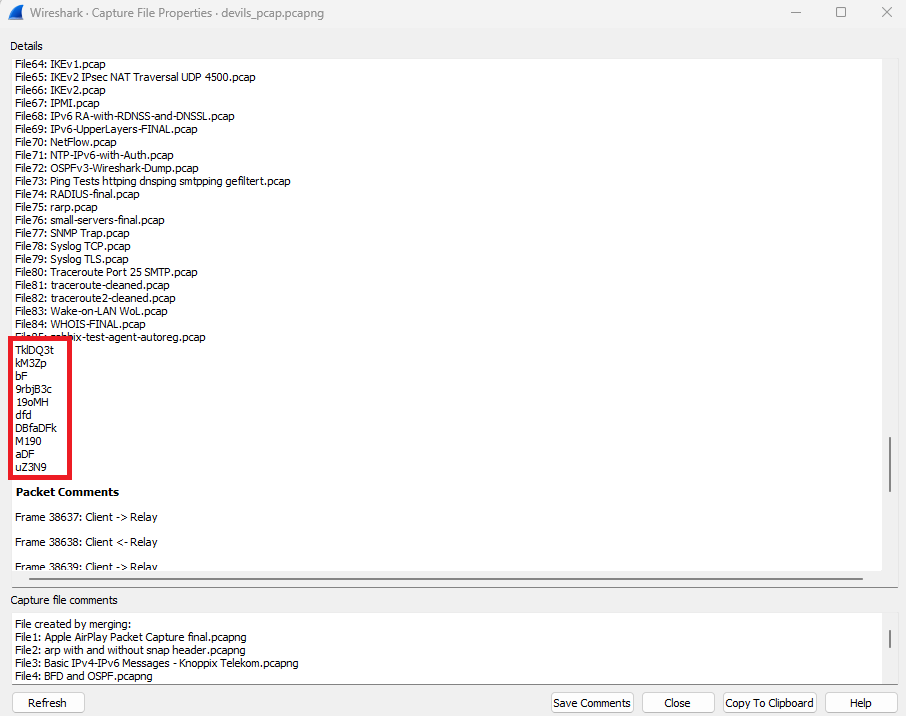 Wireshark · Capture File Properties · devils_pcap.pcapng
Details
File64: IKEv1.pcap
File65: IKEv2 IPsec NAT Traversal UDP 4500.pcap
File66: IKEv2.pcap
File67: IPMI.pcap
File68: IPv6 RA-with-RDNSS-and-DNSSL.pcap
File69: IPv6-UpperLayers-FINAL.pcap
File70: NetFlow.pcap
File71: NTP-IPv6-with-Auth.pcap
File72: OSPFv3-Wireshark-Dump.pcap
File73: Ping Tests httping dnsping smtpping gefiltert.pcap
File74: RADIUS-final.pcap
File75: rarp.pcap
File76: small-servers-final.pcap
File77: SNMP Trap.pcap
File78: Syslog TCP.pcap
File79: Syslog TLS.pcap
File80: Traceroute Port 25 SMTP.pcap
File81: traceroute-cleaned.pcap
File82: traceroute2-cleaned.pcap
File83: Wake-on-LAN WoL.pcap
File84: WHOIS-FINAL.pcap
File85: zabbix-test-agent-autoreg.pcap
TklDQ3t
kM3Zp
bF
9rbjB3c
19oMH
dfd
DBfaDFk
M190
aDF
uZ3N9
Packet Comments
Frame 38637: Client -> Relay
Frame 38638: Client <- Relay
Frame 38639: Client -> Relay
Capture file comments
File created by merging:
File1: Apple AirPlay Packet Capture final.pcapng
File2: arp with and without snap header.pcapng
File3: Basic IPv4-IPv6 Messages - Knoppix Telekom.pcapng
File4: BFD and OSPF.pcapng
Refresh
Save Comments
Close
Copy To Clipboard
Help